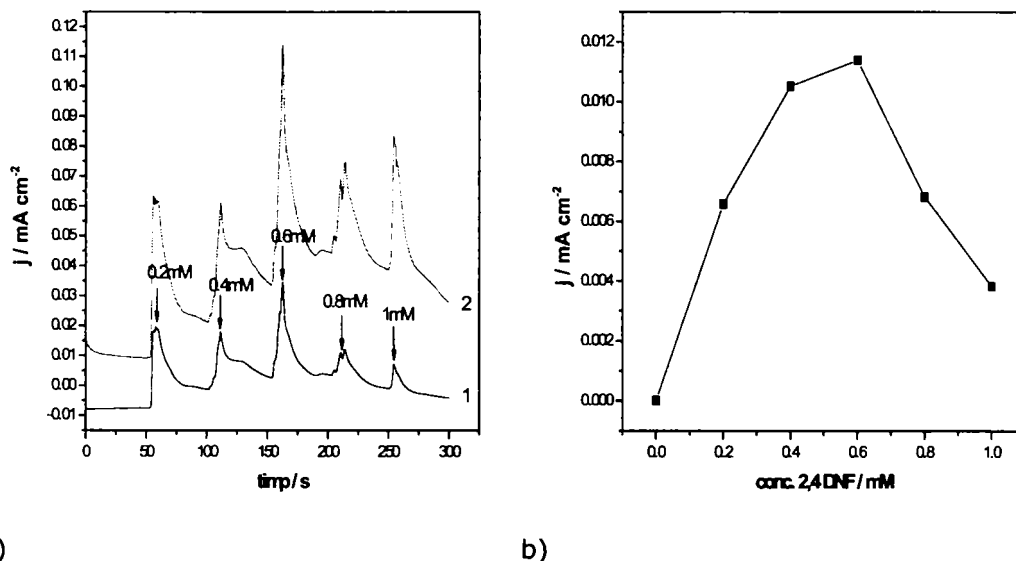 0.12
0.11
0.10
0.09
0.08
0.07
0.06
0.05
0.04
0.03
0.02
0.01
0.00
-0.01
j / mA cm-2
0.2mM
0.4mM
0.6mM
0.8mM
1mM
2
1
0 50 100 150 200 250 300
timp / s
0.012
0.010
0.008
0.006
0.004
0.002
0.000
j / mA cm-2
0.0 0.2 0.4 0.6 0.8 1.0
conc. 2,4 DNF / mM
) b)